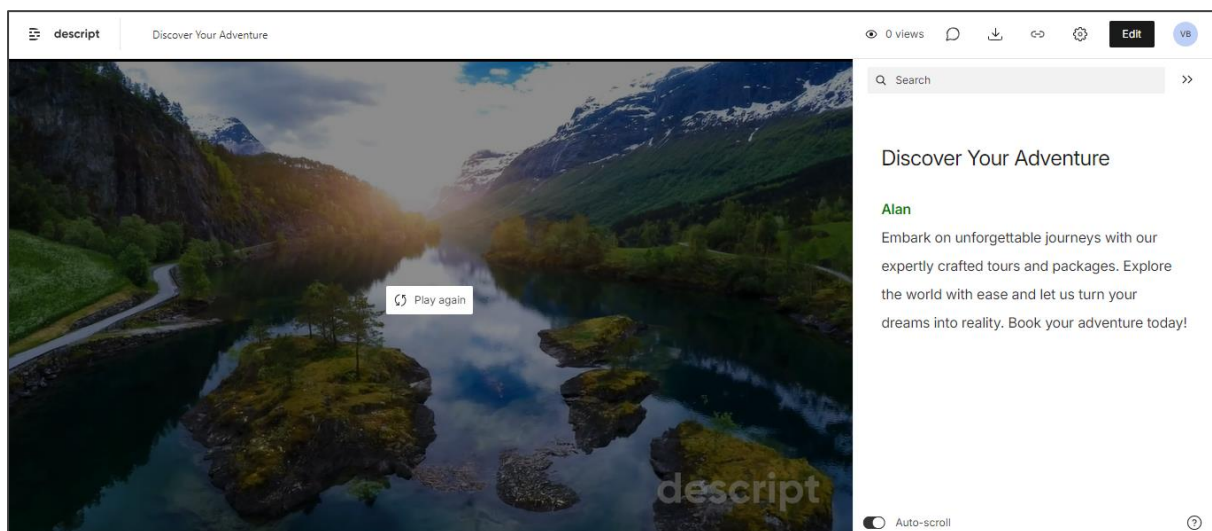 descript
Discover Your Adventure
0 views
Edit
VB
Search
Discover Your Adventure
Alan
Embark on unforgettable journeys with our
expertly crafted tours and packages. Explore
the world with ease and let us turn your
dreams into reality. Book your adventure today!
Play again
descript
Auto-scroll
?